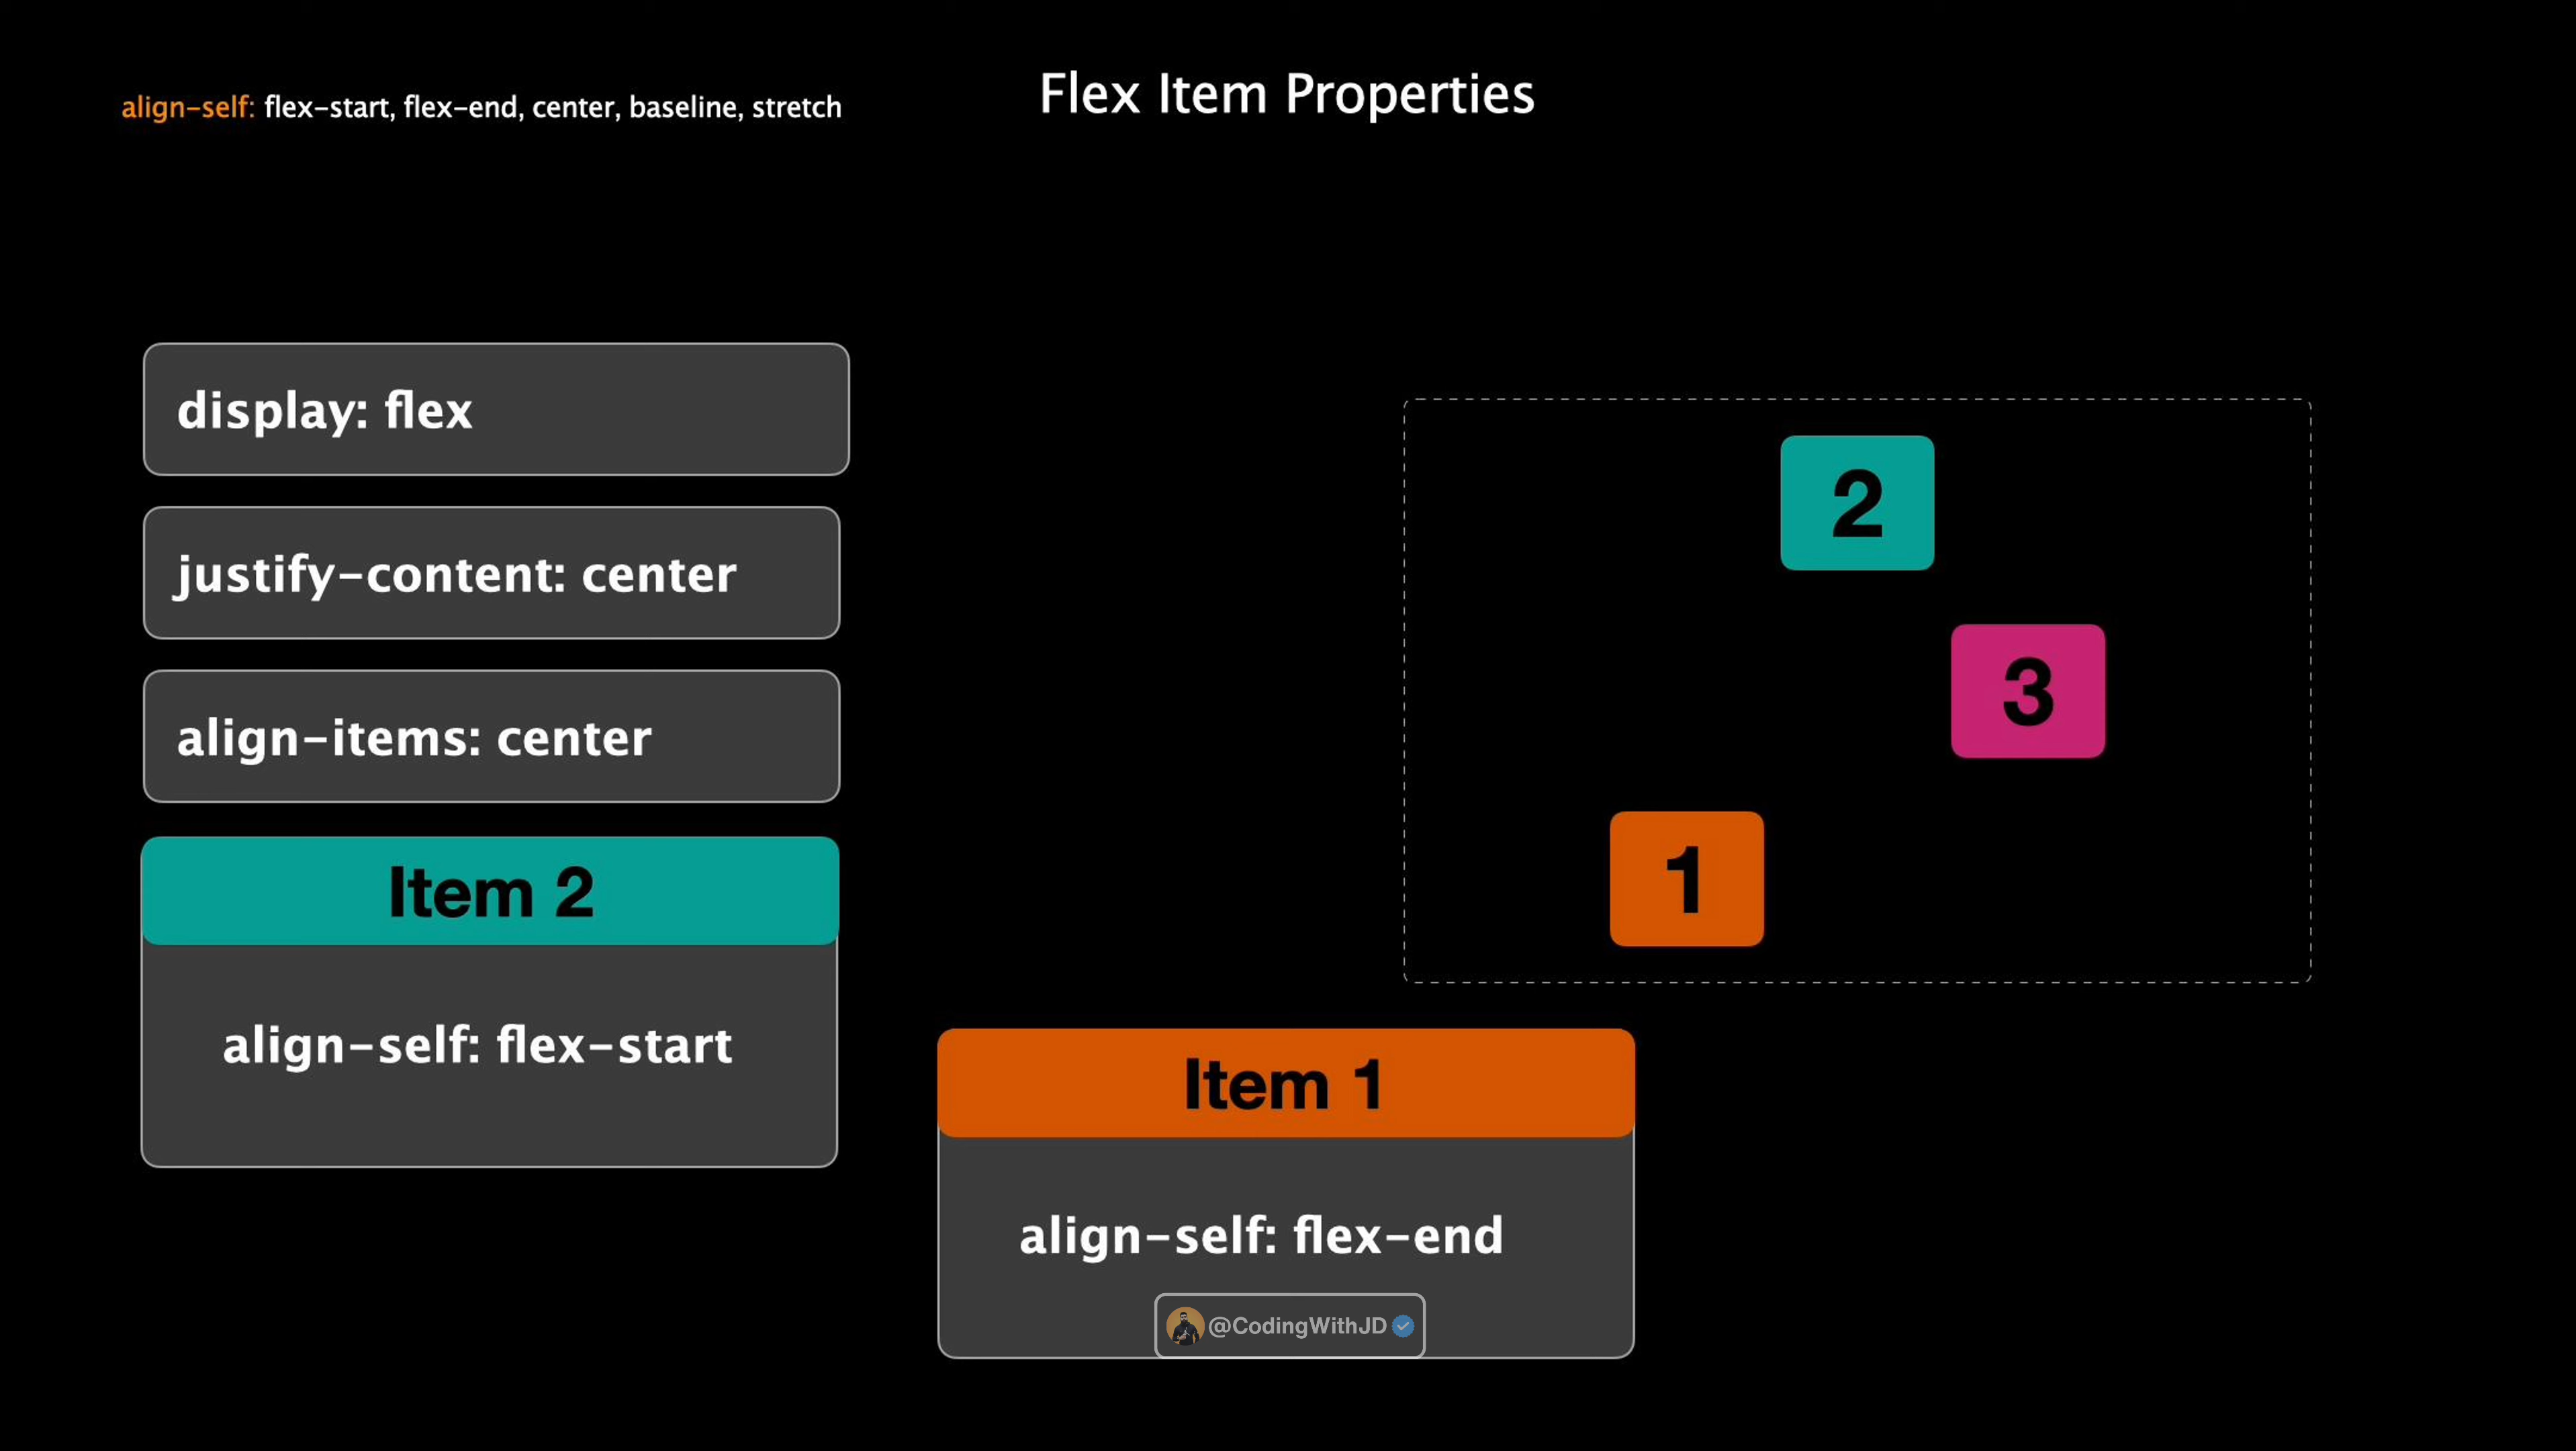 Flex Item Properties
align-self: flex-start, flex-end, center, baseline, stretch
display: flex
justify-content: center
align-items: center
Item 2
align-self: flex-start
2
3
1
Item 1
align-self: flex-end
@CodingWithJD